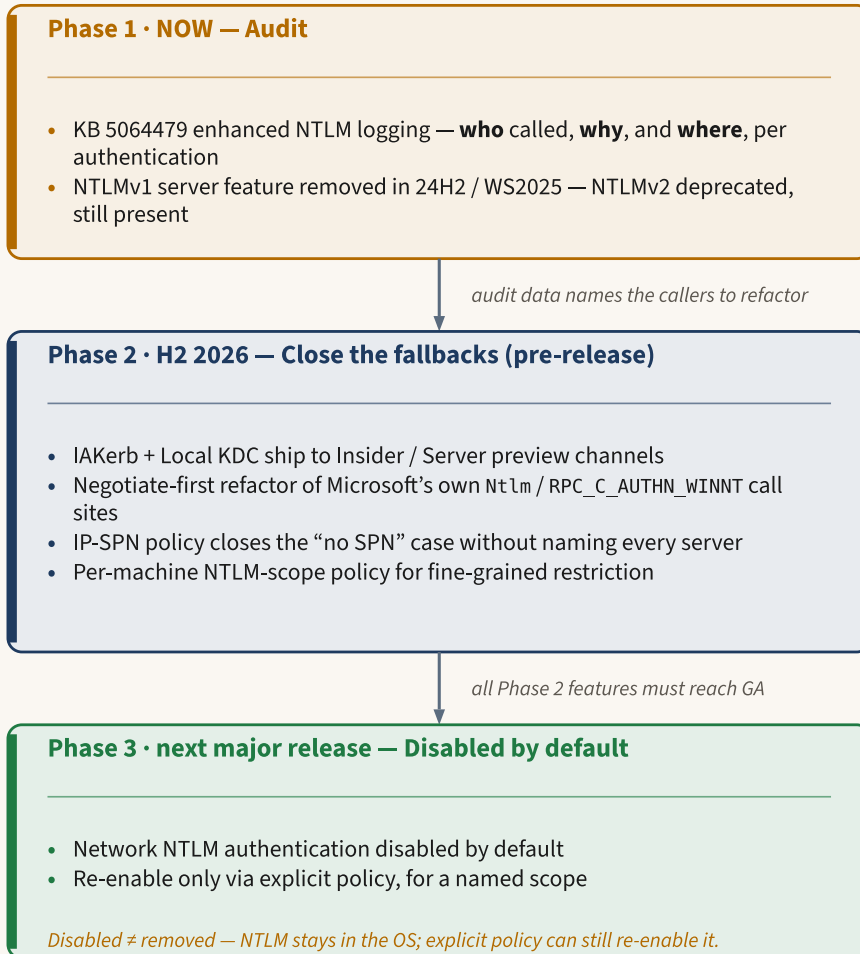 Phase 1 · NOW — Audit
• KB 5064479 enhanced NTLM logging — who called, why, and where, per
authentication
• NTLMv1 server feature removed in 24H2 / WS2025 — NTLMv2 deprecated,
still present
audit data names the callers to refactor
Phase 2 · H2 2026 — Close the fallbacks (pre-release)
• IAKerb + Local KDC ship to Insider / Server preview channels
• Negotiate-first refactor of Microsoft’s own Ntlm / RPC_C_AUTHN_WINNT call
sites
• IP-SPN policy closes the “no SPN” case without naming every server
• Per-machine NTLM-scope policy for fine-grained restriction
all Phase 2 features must reach GA
Phase 3 · next major release — Disabled by default
• Network NTLM authentication disabled by default
• Re-enable only via explicit policy, for a named scope
Disabled ≠ removed — NTLM stays in the OS; explicit policy can still re-enable it.